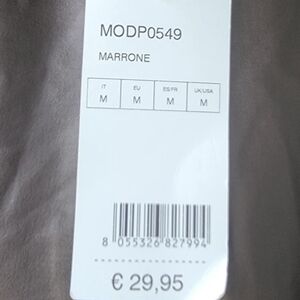 MODP0549
MARRONE
IT EU ES/FR UK/USA
M M M M
8 055326 827994
€ 29,95